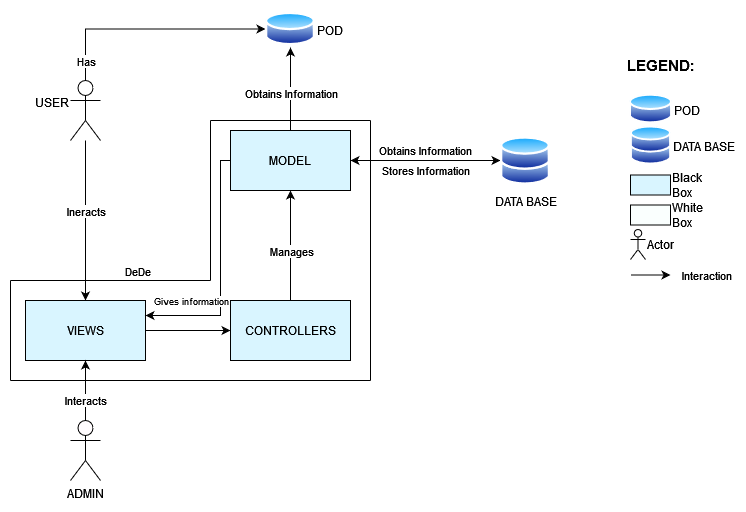 POD
Has
LEGEND:
USER
Obtains Information
POD
DATA BASE
MODEL
Obtains Information
Stores Information
Black
Box
DATA BASE
White
Box
Ineracts
Actor
Manages
DeDe
Interaction
Gives information
VIEWS
CONTROLLERS
Interacts
ADMIN